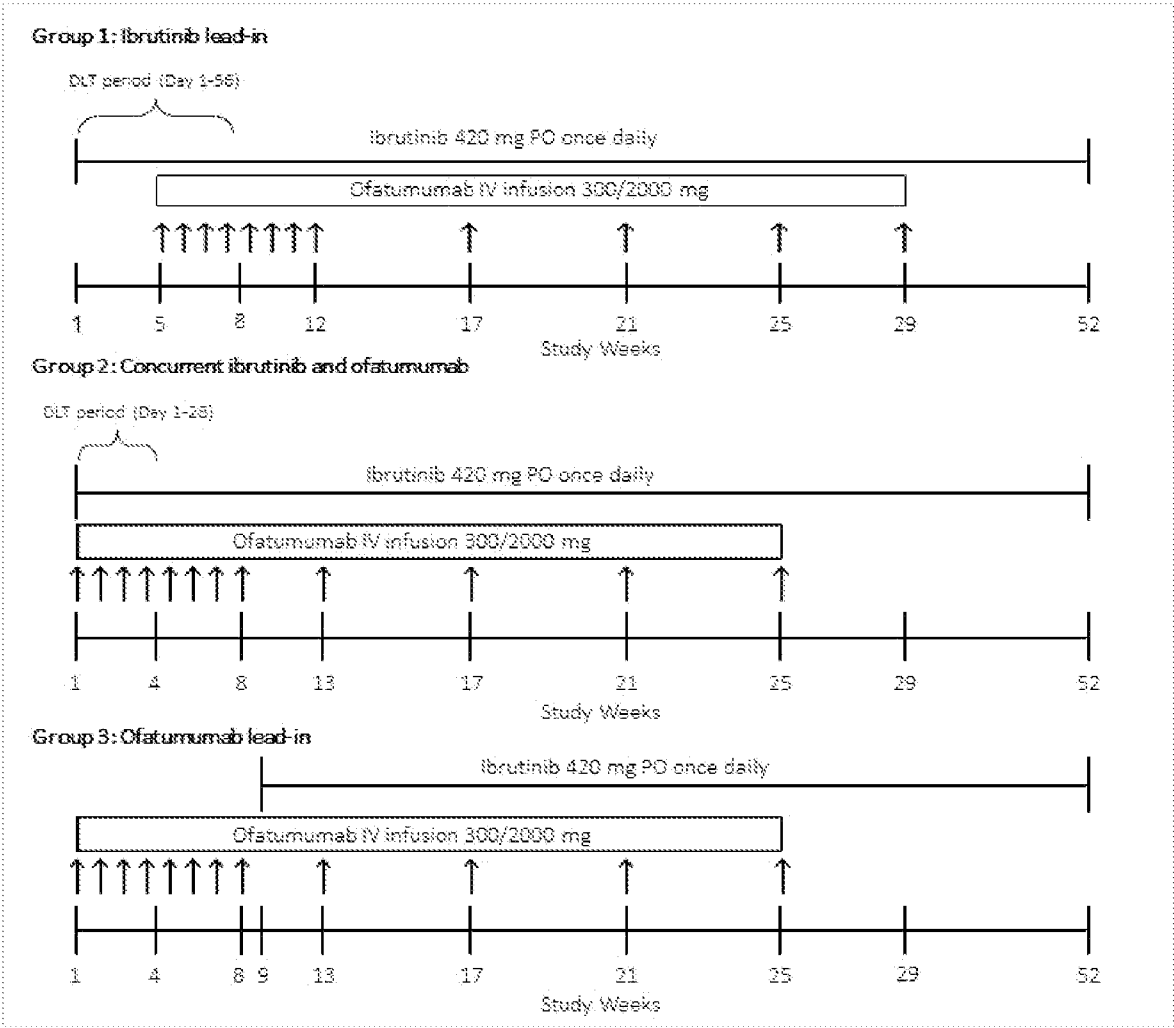 Group 1: Ibrutinib lead-in
DLT period (Day 1-56)
Ibrutinib 420 mg PO once daily
Ofatumumab IV infusion 300/2000 mg
1 5 8 12 17 21 25 29 52
Study Weeks
Group 2: Concurrent ibrutinib and ofatumumab
DLT period (Day 1-28)
Ibrutinib 420 mg PO once daily
Ofatumumab IV infusion 300/2000 mg
1 4 8 13 17 21 25 29 52
Study Weeks
Group 3: Ofatumumab lead-in
Ibrutinib 420 mg PO once daily
Ofatumumab IV infusion 300/2000 mg
1 4 8 9 13 17 21 25 29 52
Study Weeks